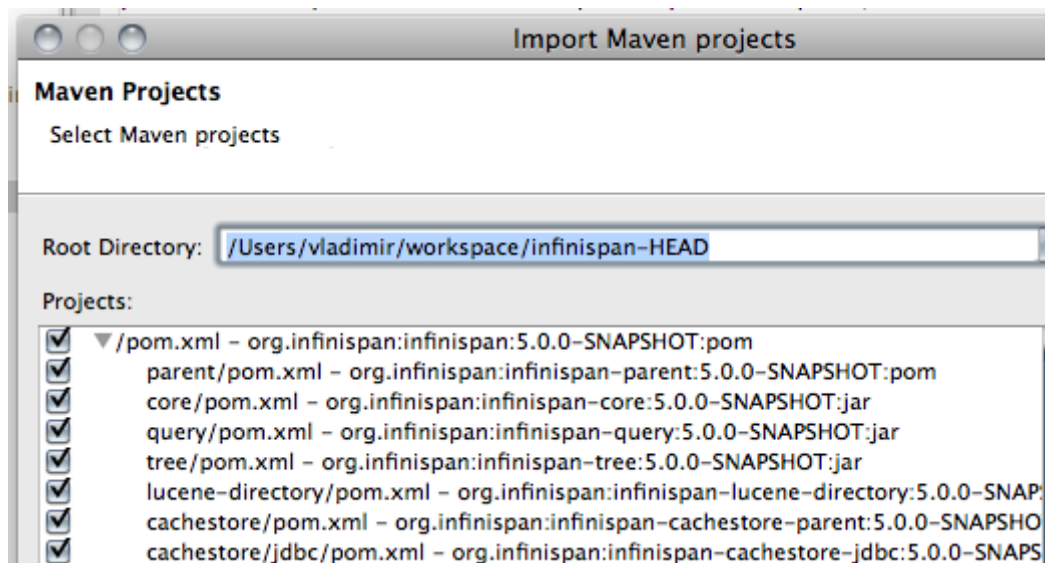 Import Maven projects
Maven Projects
Select Maven projects
Root Directory: /Users/vladimir/workspace/infinispan-HEAD
Projects:
/pom.xml – org.infinispan:infinispan:5.0.0-SNAPSHOT:pom
parent/pom.xml – org.infinispan:infinispan-parent:5.0.0-SNAPSHOT:pom
core/pom.xml – org.infinispan:infinispan-core:5.0.0-SNAPSHOT:jar
query/pom.xml – org.infinispan:infinispan-query:5.0.0-SNAPSHOT:jar
tree/pom.xml – org.infinispan:infinispan-tree:5.0.0-SNAPSHOT:jar
lucene-directory/pom.xml – org.infinispan:infinispan-lucene-directory:5.0.0-SNAP
cachestore/pom.xml – org.infinispan:infinispan-cachestore-parent:5.0.0-SNAPSHO
cachestore/jdbc/pom.xml – org.infinispan:infinispan-cachestore-jdbc:5.0.0-SNAPS